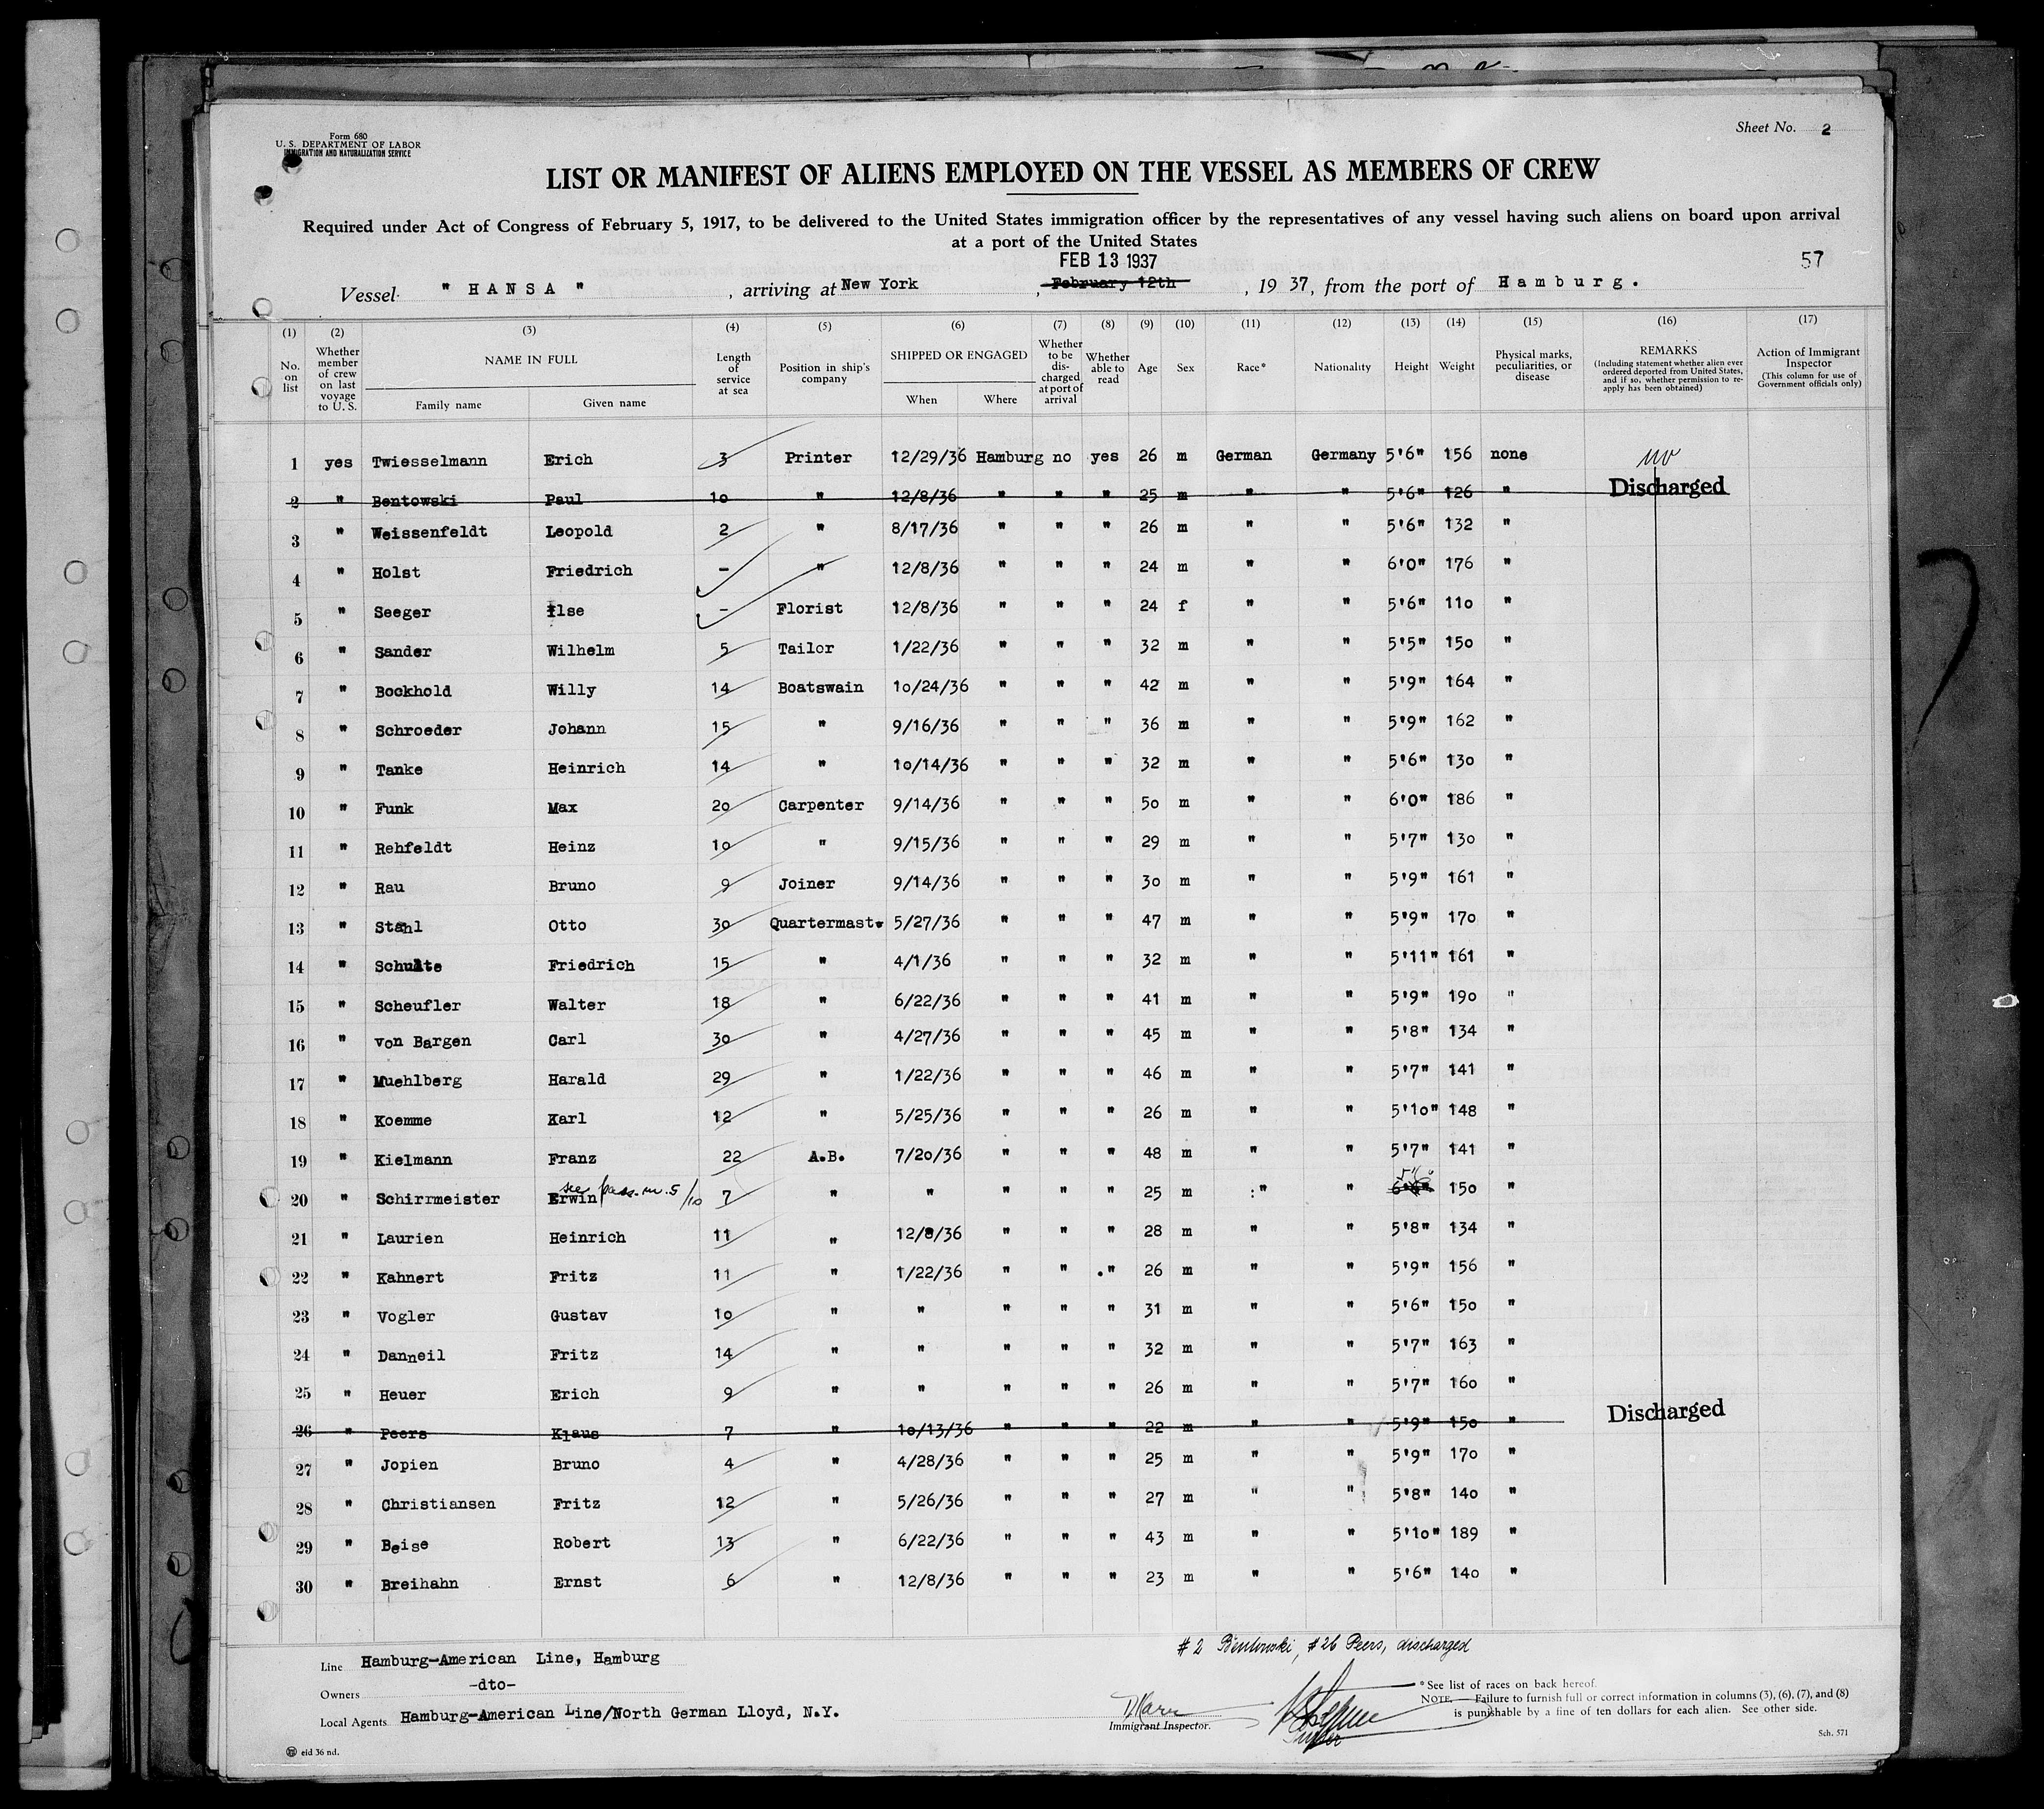 Form 680
U. S. DEPARTMENT OF LABOR
IMMIGRATION AND NATURALIZATION SERVICE
Sheet No. 2
LIST OR MANIFEST OF ALIENS EMPLOYED ON THE VESSEL AS MEMBERS OF CREW
Required under Act of Congress of February 5, 1917, to be delivered to the United States immigration officer by the representatives of any vessel having such aliens on board upon arrival
at a port of the United States
FEB 13 1937
57
Vessel " HANSA ", arriving at New York, February 12th, 1937, from the port of Hamburg.
(1) (2) (3) (4) (5) (6) (7) (8) (9) (10) (11) (12) (13) (14) (15) (16) (17)
No. on list
Whether member of crew on last voyage to U. S.
NAME IN FULL
Family name
Given name
Length of service at sea
Position in ship's company
SHIPPED OR ENGAGED
When
Where
Whether to be discharged at port of arrival
Whether able to read
Age
Sex
Race*
Nationality
Height
Weight
Physical marks, peculiarities, or disease
REMARKS
(Including statement whether alien ever ordered deported from United States, and if so, whether permission to reapply has been obtained)
Action of Immigrant Inspector
(This column for use of Government officials only)
1 yes Twiesselmann Erich 3 Printer 12/29/36 Hamburg no yes 26 m German Germany 5'6" 156 none no
2 " Bentowski Paul 10 " 12/8/36 " " " 25 m " " 5'6" 126 " Discharged
3 " Weissenfeldt Leopold 2 " 8/17/36 " " " 26 m " " 5'6" 132 "
4 " Holst Friedrich - " 12/8/36 " " " 24 m " " 6'0" 176 "
5 " Seeger Ilse - Florist 12/8/36 " " " 24 f " " 5'6" 110 "
6 " Sander Wilhelm 5 Tailor 1/22/36 " " " 32 m " " 5'5" 150 "
7 " Bockhold Willy 14 Boatswain 10/24/36 " " " 42 m " " 5'9" 164 "
8 " Schroeder Johann 15 " 9/16/36 " " " 36 m " " 5'9" 162 "
9 " Tanke Heinrich 14 " 10/14/36 " " " 32 m " " 5'6" 130 "
10 " Funk Max 20 Carpenter 9/14/36 " " " 50 m " " 6'0" 186 "
11 " Rehfeldt Heinz 10 " 9/15/36 " " " 29 m " " 5'7" 130 "
12 " Rau Bruno 9 Joiner 9/14/36 " " " 30 m " " 5'9" 161 "
13 " Stahl Otto 30 Quartermast. 5/27/36 " " " 47 m " " 5'9" 170 "
14 " Schulte Friedrich 15 " 4/1/36 " " " 32 m " " 5'11" 161 "
15 " Scheufler Walter 18 " 6/22/36 " " " 41 m " " 5'9" 190 "
16 " von Bargen Carl 30 " 4/27/36 " " " 45 m " " 5'8" 134 "
17 " Muehlberg Harald 29 " 1/22/36 " " " 46 m " " 5'7" 141 "
18 " Koemme Karl 12 " 5/25/36 " " " 26 m " " 5'10" 148 "
19 " Kielmann Franz 22 A.B. 7/20/36 " " " 48 m " " 5'7" 141 "
see pass. 5/10
20 " Schirrmeister Erwin 7 " " " " " 25 m " " 150 "
21 " Laurien Heinrich 11 " 12/8/36 " " " 28 m " " 5'8" 134 "
22 " Kahnert Fritz 11 " 1/22/36 " " " 26 m " " 5'9" 156 "
23 " Vogler Gustav 10 " " " " " 31 m " " 5'6" 150 "
24 " Danneil Fritz 14 " " " " " 32 m " " 5'7" 163 "
25 " Heuer Erich 9 " " " " " 26 m " " 5'7" 160 "
26 " Peers Klaus 7 " 10/13/36 " " " 22 m " " 5'9" 150 " Discharged
27 " Jopien Bruno 4 " 4/28/36 " " " 25 m " " 5'9" 170 "
28 " Christiansen Fritz 12 " 5/26/36 " " " 27 m " " 5'8" 140 "
29 " Beise Robert 13 " 6/22/36 " " " 43 m " " 5'10" 189 "
30 " Breihahn Ernst 6 " 12/8/36 " " " 23 m " " 5'6" 140 "
# 2 Bentowski, # 26 Peers, discharged
Line Hamburg-American Line, Hamburg
Owners -dto-
Local Agents Hamburg-American Line/North German Lloyd, N.Y.
Immigrant Inspector.
* See list of races on back hereof.
NOTE.—Failure to furnish full or correct information in columns (3), (6), (7), and (8)
is punishable by a fine of ten dollars for each alien. See other side.
Sch. 571
eid 36 nd.